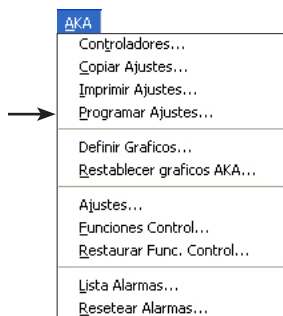 AKA
Controladores...
Copiar Ajustes...
Imprimir Ajustes...
Programar Ajustes...
Definir Graficos...
Restablecer graficos AKA...
Ajustes...
Funciones Control...
Restaurar Func. Control...
Lista Alarmas...
Resetear Alarmas...